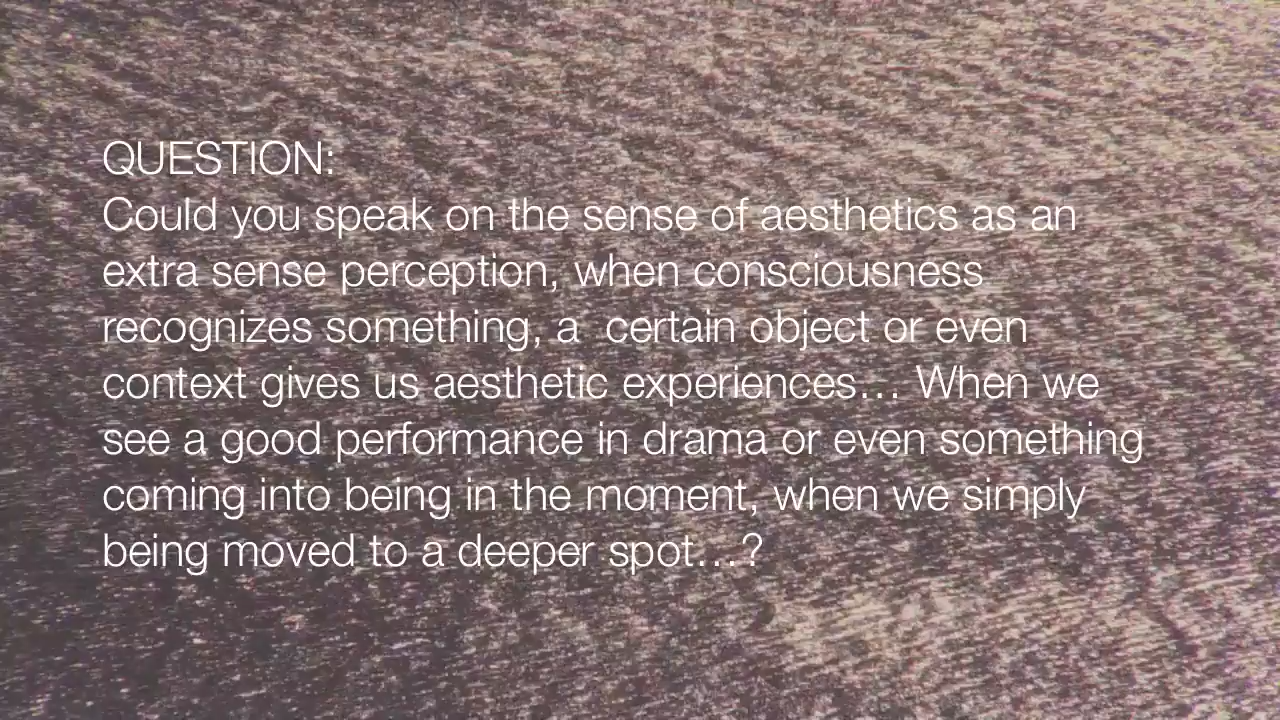 QUESTION:
Could you speak on the sense of aesthetics as an
extra sense perception, when consciousness
recognizes something, a  certain object or even
context gives us aesthetic experiences… When we
see a good performance in drama or even something
coming into being in the moment, when we simply
being moved to a deeper spot…?